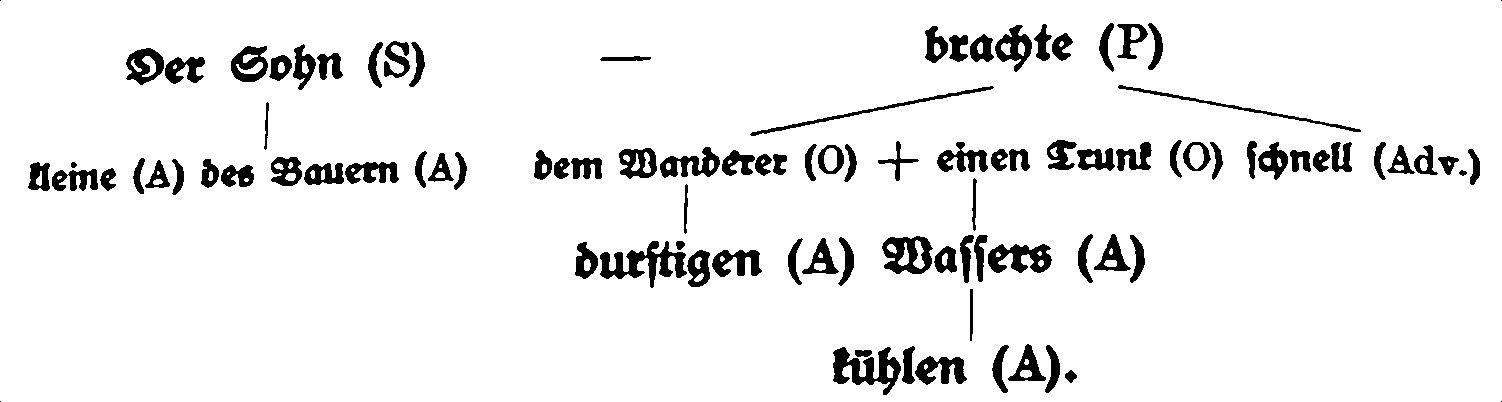 Der Sohn (S) — brachte (P)
kleine (A) des Bauern (A) dem Wanderer (O) + einen Trunk (O) schnell (Adv.)
durstigen (A) Wassers (A)
kühlen (A).